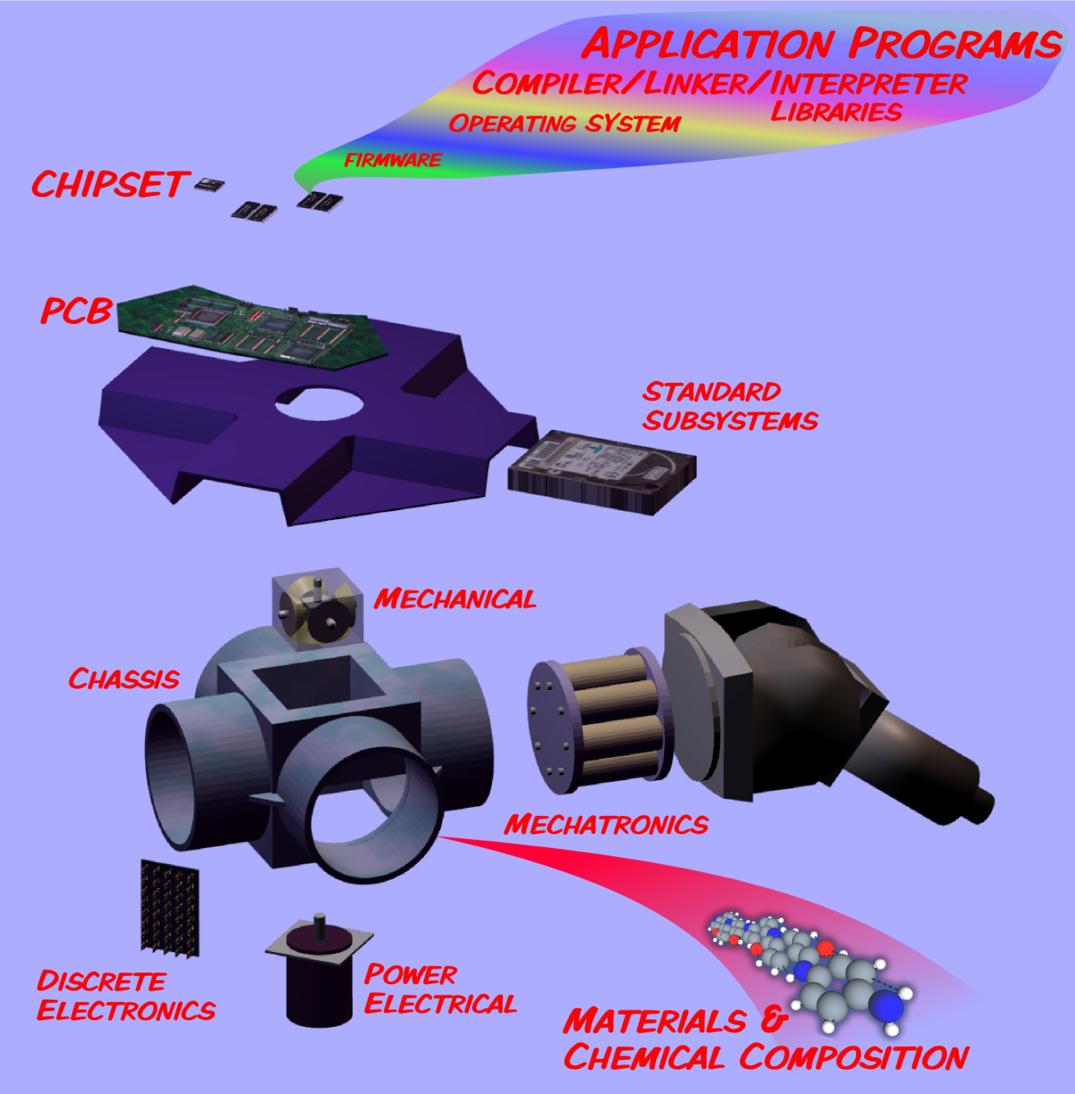 APPLICATION PROGRAMS
COMPILER/LINKER/INTERPRETER
LIBRARIES
OPERATING SYSTEM
FIRMWARE
CHIPSET
PCB
STANDARD
SUBSYSTEMS
MECHANICAL
CHASSIS
MECHATRONICS
DISCRETE
ELECTRONICS
POWER
ELECTRICAL
MATERIALS &
CHEMICAL COMPOSITION